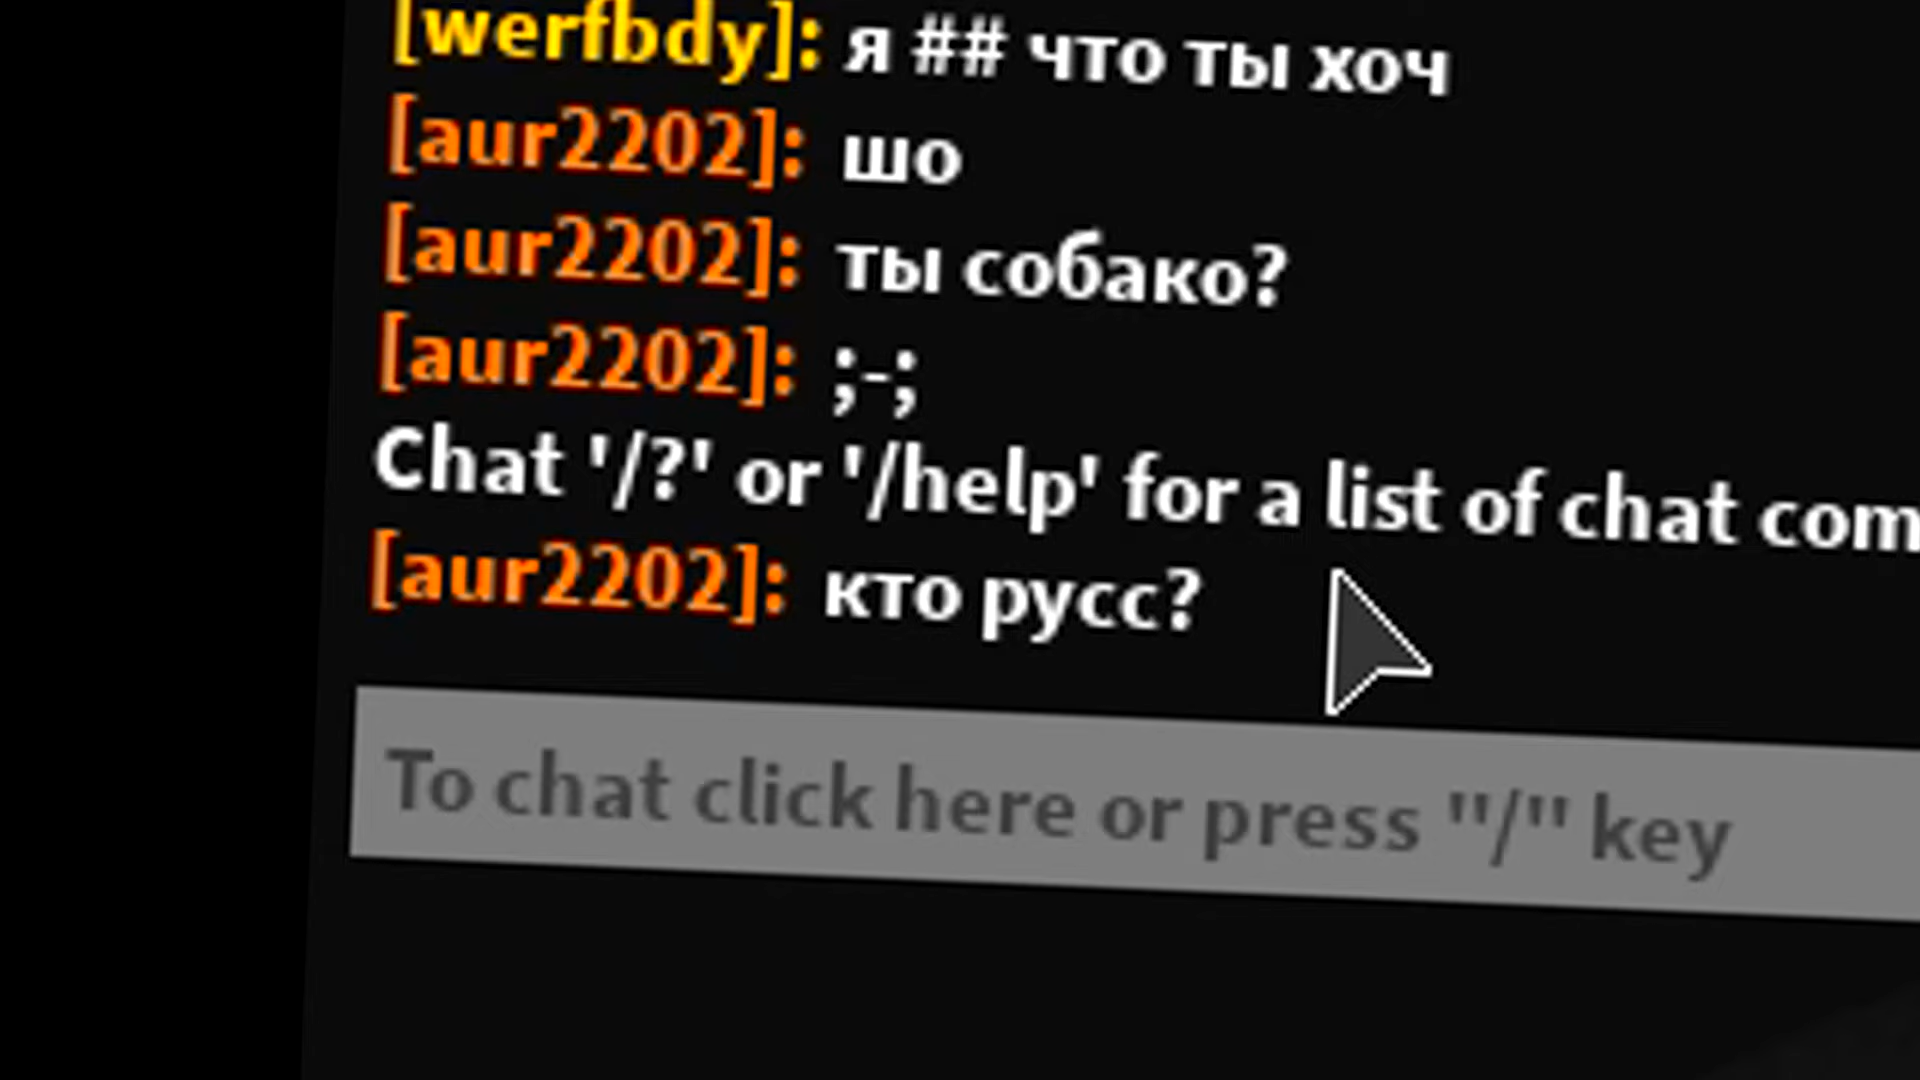 [werfbdy]: я ## что ты хоч
[aur2202]: шо
[aur2202]: ты собако?
[aur2202]: ;-;
Chat '/?' or '/help' for a list of chat com
[aur2202]: кто русс?
To chat click here or press "/" key